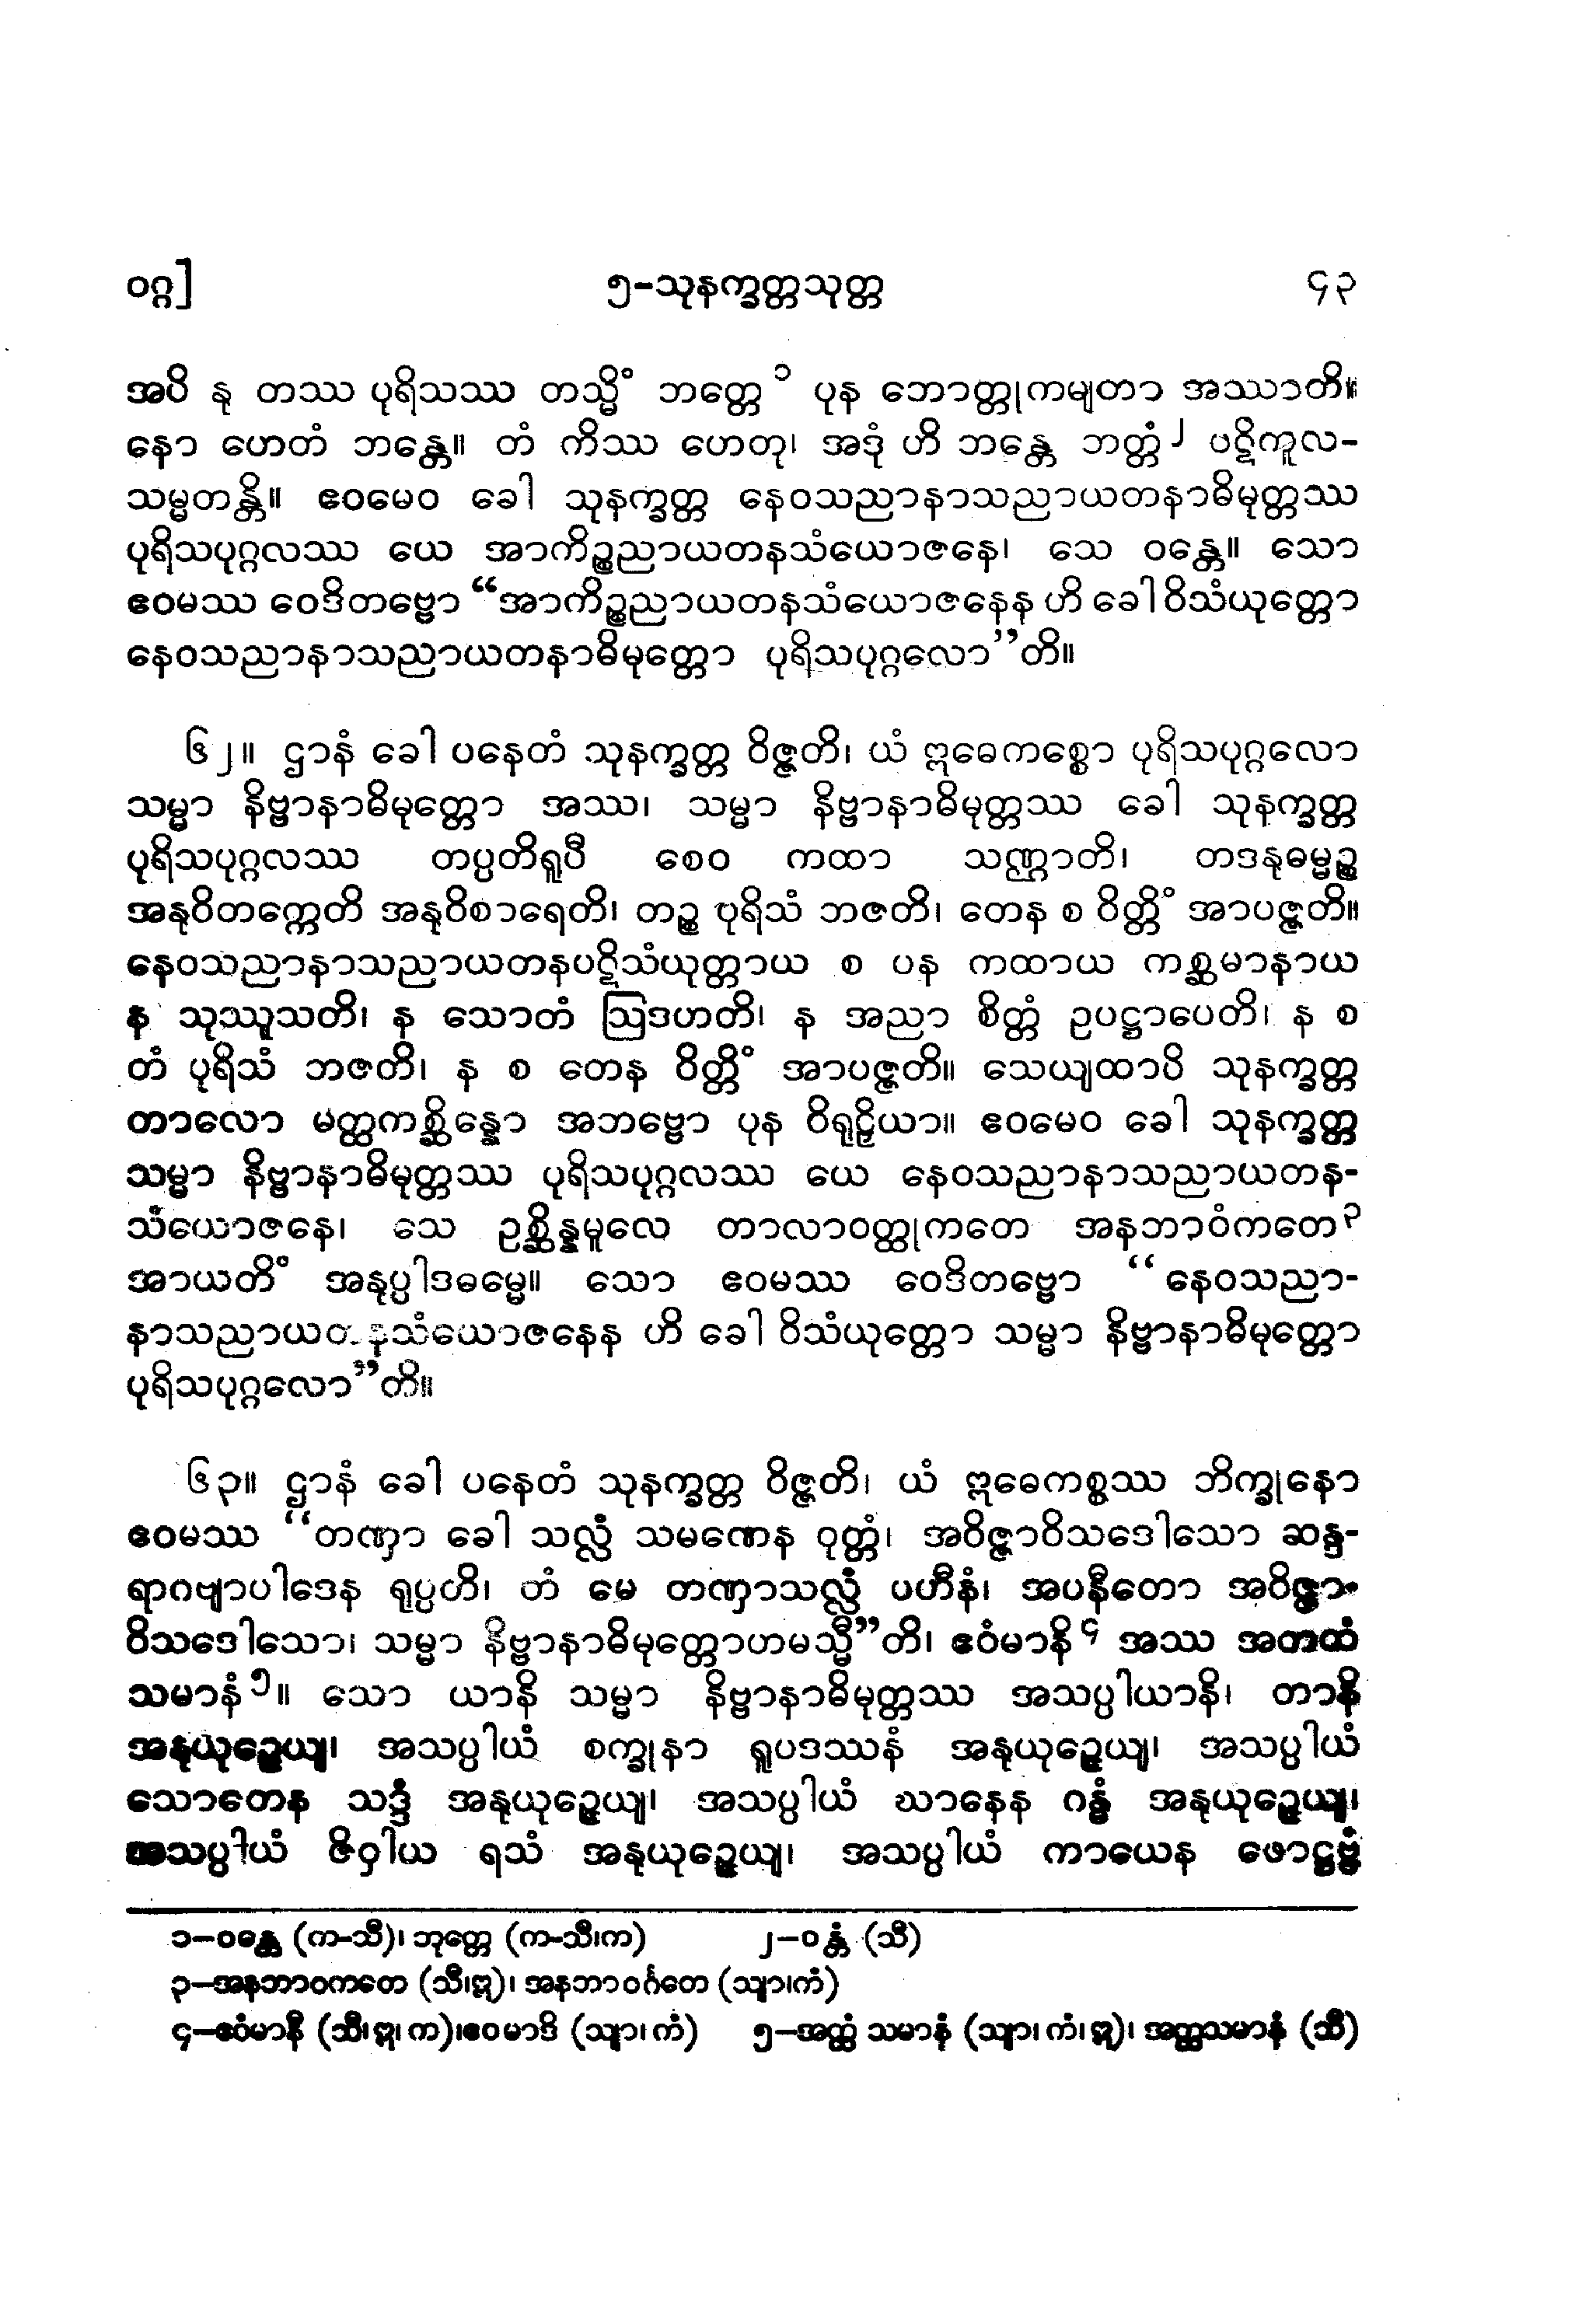 ဝဂ္ဂ] ၅-သုနက္ခတ္တသုတ္တ ၄၃
အပိ နု တဿ ပုရိသဿ တသ္မိံ ဘတ္တေ ၁ ပုန ဘောတ္တုကမျတာ အဿာတိ။
နော ဟေတံ ဘန္တေ။ တံ ကိဿ ဟေတု၊ အဒုံ ဟိ ဘန္တေ ဘတ္တံ ၂ ပဋိကူလ-
သမ္မတန္တိ။ ဧဝမေဝ ခေါ သုနက္ခတ္တ နေဝသညာနာသညာယတနာဓိမုတ္တဿ
ပုရိသပုဂ္ဂလဿ ယေ အာကိဉ္စညာယတနသံယောဇနေ၊ သေ ဝန္တေ။ သော
ဧဝမဿ ဝေဒိတဗ္ဗော “အာကိဉ္စညာယတနသံယောဇနေန ဟိ ခေါ ဝိသံယုတ္တော
နေဝသညာနာသညာယတနာဓိမုတ္တော ပုရိသပုဂ္ဂလော”တိ။
၆၂။ ဌာနံ ခေါ ပနေတံ သုနက္ခတ္တ ဝိဇ္ဇတိ၊ ယံ ဣဓေကစ္စော ပုရိသပုဂ္ဂလော
သမ္မာ နိဗ္ဗာနာဓိမုတ္တော အဿ၊ သမ္မာ နိဗ္ဗာနာဓိမုတ္တဿ ခေါ သုနက္ခတ္တ
ပုရိသပုဂ္ဂလဿ တပ္ပတိရူပီ စေဝ ကထာ သဏ္ဌာတိ၊ တဒနုဓမ္မဉ္စ
အနုဝိတက္ကေတိ အနုဝိစာရေတိ၊ တဉ္စ ပုရိသံ ဘဇတိ၊ တေန စ ဝိတ္တိံ အာပဇ္ဇတိ။
နေဝသညာနာသညာယတနပဋိသံယုတ္တာယ စ ပန ကထာယ ကစ္ဆမာနာယ
န သုဿူသတိ၊ န သောတံ ဩဒဟတိ၊ န အညာ စိတ္တံ ဥပဋ္ဌာပေတိ၊ န စ
တံ ပုရိသံ ဘဇတိ၊ န စ တေန ဝိတ္တိံ အာပဇ္ဇတိ။ သေယျထာပိ သုနက္ခတ္တ
တာလော မတ္ထကစ္ဆိန္နော အဘဗ္ဗော ပုန ဝိရုဠှိယာ။ ဧဝမေဝ ခေါ သုနက္ခတ္တ
သမ္မာ နိဗ္ဗာနာဓိမုတ္တဿ ပုရိသပုဂ္ဂလဿ ယေ နေဝသညာနာသညာယတန-
သံယောဇနေ၊ သေ ဥစ္ဆိန္နမူလေ တာလာဝတ္ထုကတေ အနဘာဝံကတေ ၃
အာယတိံ အနုပ္ပါဒဓမ္မေ။ သော ဧဝမဿ ဝေဒိတဗ္ဗော “နေဝသညာ-
နာသညာယတနသံယောဇနေန ဟိ ခေါ ဝိသံယုတ္တော သမ္မာ နိဗ္ဗာနာဓိမုတ္တော
ပုရိသပုဂ္ဂလော”တိ။
၆၃။ ဌာနံ ခေါ ပနေတံ သုနက္ခတ္တ ဝိဇ္ဇတိ၊ ယံ ဣဓေကစ္စဿ ဘိက္ခုနော
ဧဝမဿ “တဏှာ ခေါ သလ္လံ သမဏေန ဝုတ္တံ၊ အဝိဇ္ဇာဝိသဒေါသော ဆန္ဒ-
ရာဂဗျာပါဒေန ရုပ္ပတိ၊ တံ မေ တဏှာသလ္လံ ပဟီနံ၊ အပနီတော အဝိဇ္ဇာ-
ဝိသဒေါသော၊ သမ္မာ နိဗ္ဗာနာဓိမုတ္တောဟမသ္မီ”တိ၊ ဧဝံမာနိ ၄ အဿ အတထံ
သမာနံ ၅။ သော ယာနိ သမ္မာ နိဗ္ဗာနာဓိမုတ္တဿ အသပ္ပါယာနိ၊ တာနိ
အနုယုဉ္ဇေယျ၊ အသပ္ပါယံ စက္ခုနာ ရူပဒဿနံ အနုယုဉ္ဇေယျ၊ အသပ္ပါယံ
သောတေန သဒ္ဒံ အနုယုဉ္ဇေယျ၊ အသပ္ပါယံ ဃာနေန ဂန္ဓံ အနုယုဉ္ဇေယျ၊
အသပ္ပါယံ ဇိဝှါယ ရသံ အနုယုဉ္ဇေယျ၊ အသပ္ပါယံ ကာယေန ဖောဋ္ဌဗ္ဗံ
၁-ဝန္တေ (က-သီ)၊ ဘုတ္တေ (က-သီ၊က) ၂-ဝန္တံ (သီ)
၃-အနဘာဝကတေ (သီ၊ဣ)၊ အနဘာဝင်္ဂတေ (သျာ၊ကံ)
၄-ဧဝံမာနီ (သီ၊ ဣ၊ က)၊ဧဝမာဒိ (သျာ၊ ကံ) ၅-အတ္ထံ သမာနံ (သျာ၊ ကံ၊ ဣ)၊ အတ္ထသမာနံ (သီ)